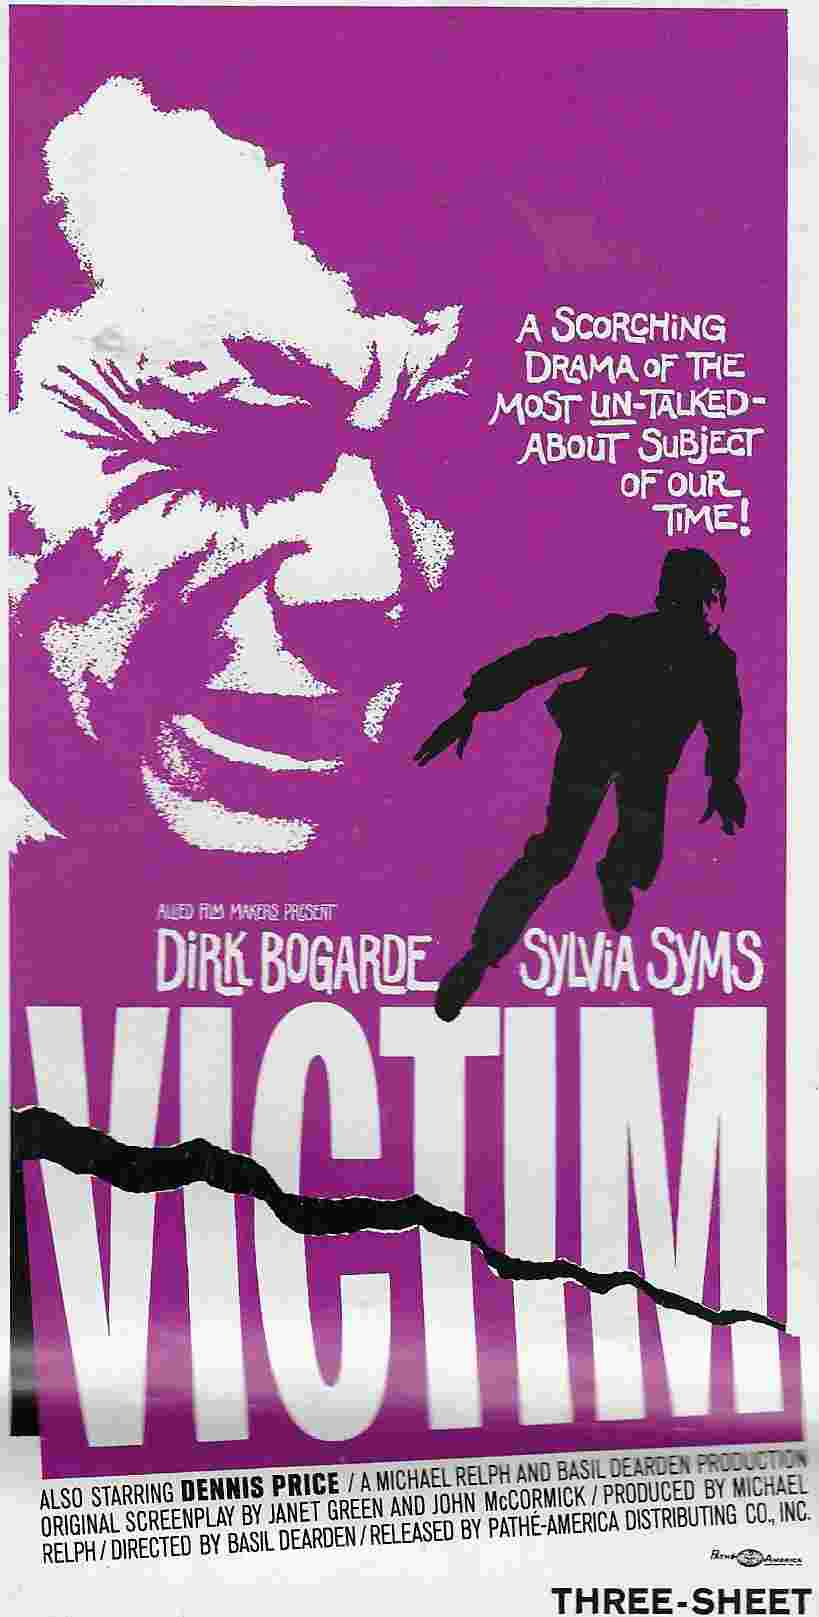 A SCORCHiNG
DRAMA OF THE
MOST UN-TALKED-
ABOUT SUBJECT
OF OUR
TiME!
ALLIED FILM MAKERS PRESENT
DiRK BOGARDE SYLViA SYMS
VICTIM
ALSO STARRING DENNIS PRICE / A MICHAEL RELPH AND BASIL DEARDEN PRODUCTION
ORIGINAL SCREENPLAY BY JANET GREEN AND JOHN McCORMICK / PRODUCED BY MICHAEL
RELPH / DIRECTED BY BASIL DEARDEN / RELEASED BY PATHÉ-AMERICA DISTRIBUTING CO., INC.
PATHÉ AMERICA
THREE-SHEET